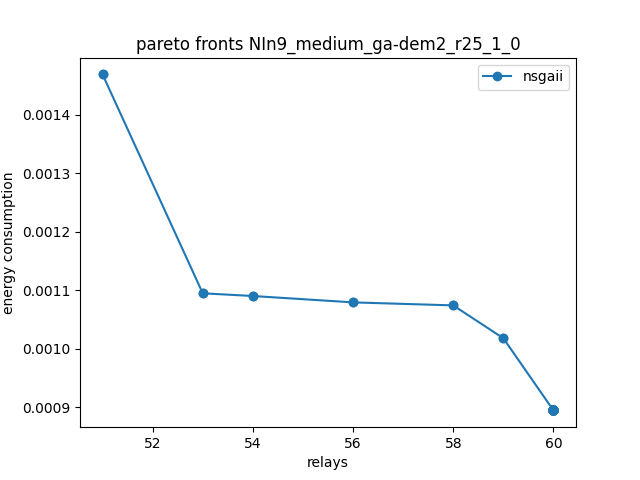 pareto fronts NIn9_medium_ga-dem2_r25_1_0
nsgaii
0.0014
0.0013
0.0012
0.0011
0.0010
0.0009
energy consumption
52 54 56 58 60
relays